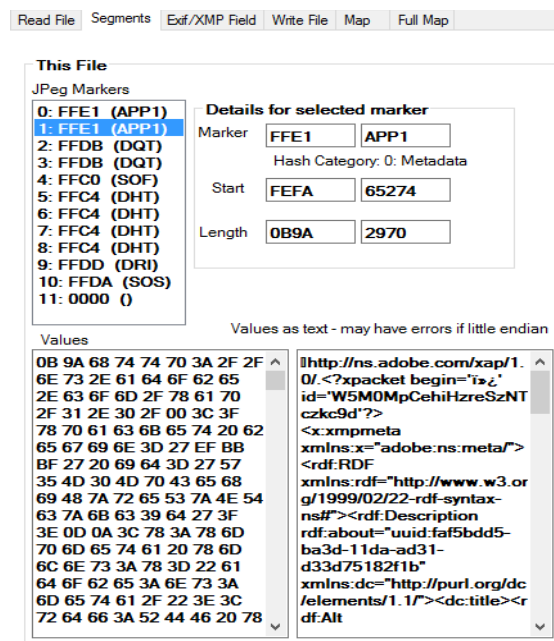 Read File Segments Exif/XMP Field Write File Map Full Map
This File
JPeg Markers
0: FFE1 (APP1)
1: FFE1 (APP1)
2: FFDB (DQT)
3: FFDB (DQT)
4: FFC0 (SOF)
5: FFC4 (DHT)
6: FFC4 (DHT)
7: FFC4 (DHT)
8: FFC4 (DHT)
9: FFDD (DRI)
10: FFDA (SOS)
11: 0000 ()
Details for selected marker
Marker FFE1 APP1
Hash Category: 0: Metadata
Start FEFA 65274
Length 0B9A 2970
Values
0B 9A 68 74 74 70 3A 2F 2F
6E 73 2E 61 64 6F 62 65
2E 63 6F 6D 2F 78 61 70
2F 31 2E 30 2F 00 3C 3F
78 70 61 63 6B 65 74 20 62
65 67 69 6E 3D 27 EF BB
BF 27 20 69 64 3D 27 57
35 4D 30 4D 70 43 65 68
69 48 7A 72 65 53 7A 4E 54
63 7A 6B 63 39 64 27 3F
3E 0D 0A 3C 78 3A 78 6D
70 6D 65 74 61 20 78 6D
6C 6E 73 3A 78 3D 22 61
64 6F 62 65 3A 6E 73 3A
6D 65 74 61 2F 22 3E 3C
72 64 66 3A 52 44 46 20 78
Values as text - may have errors if little endian
http://ns.adobe.com/xap/1.
0/.<?xpacket begin='ï»¿'
id='W5M0MpCehiHzreSzNT
czkc9d'?>
<x:xmpmeta
xmlns:x="adobe:ns:meta/">
<rdf:RDF
xmlns:rdf="http://www.w3.or
g/1999/02/22-rdf-syntax-
ns#"><rdf:Description
rdf:about="uuid:faf5bdd5-
ba3d-11da-ad31-
d33d75182f1b"
xmlns:dc="http://purl.org/dc
/elements/1.1/"><dc:title><r
df:Alt